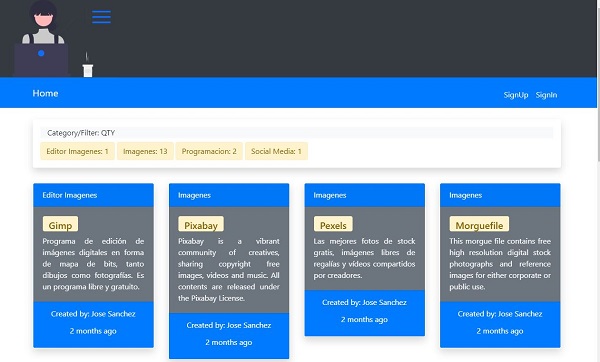 Home
SignUp SignIn
Category/Filter: QTY
Editor Imagenes: 1 Imagenes: 13 Programacion: 2 Social Media: 1
Editor Imagenes
Gimp
Programa de edición de
imágenes digitales en forma
de mapa de bits, tanto
dibujos como fotografías. Es
un programa libre y gratuito.
Created by: Jose Sanchez
2 months ago
Imagenes
Pixabay
Pixabay is a vibrant
community of creatives,
sharing copyright free
images, videos and music. All
contents are released under
the Pixabay License.
Created by: Jose Sanchez
2 months ago
Imagenes
Pexels
Las mejores fotos de stock
gratis, imágenes libres de
regalías y vídeos compartidos
por creadores.
Created by: Jose Sanchez
2 months ago
Imagenes
Morguefile
This morgue file contains free
high resolution digital stock
photographs and reference
images for either corporate or
public use.
Created by: Jose Sanchez
2 months ago